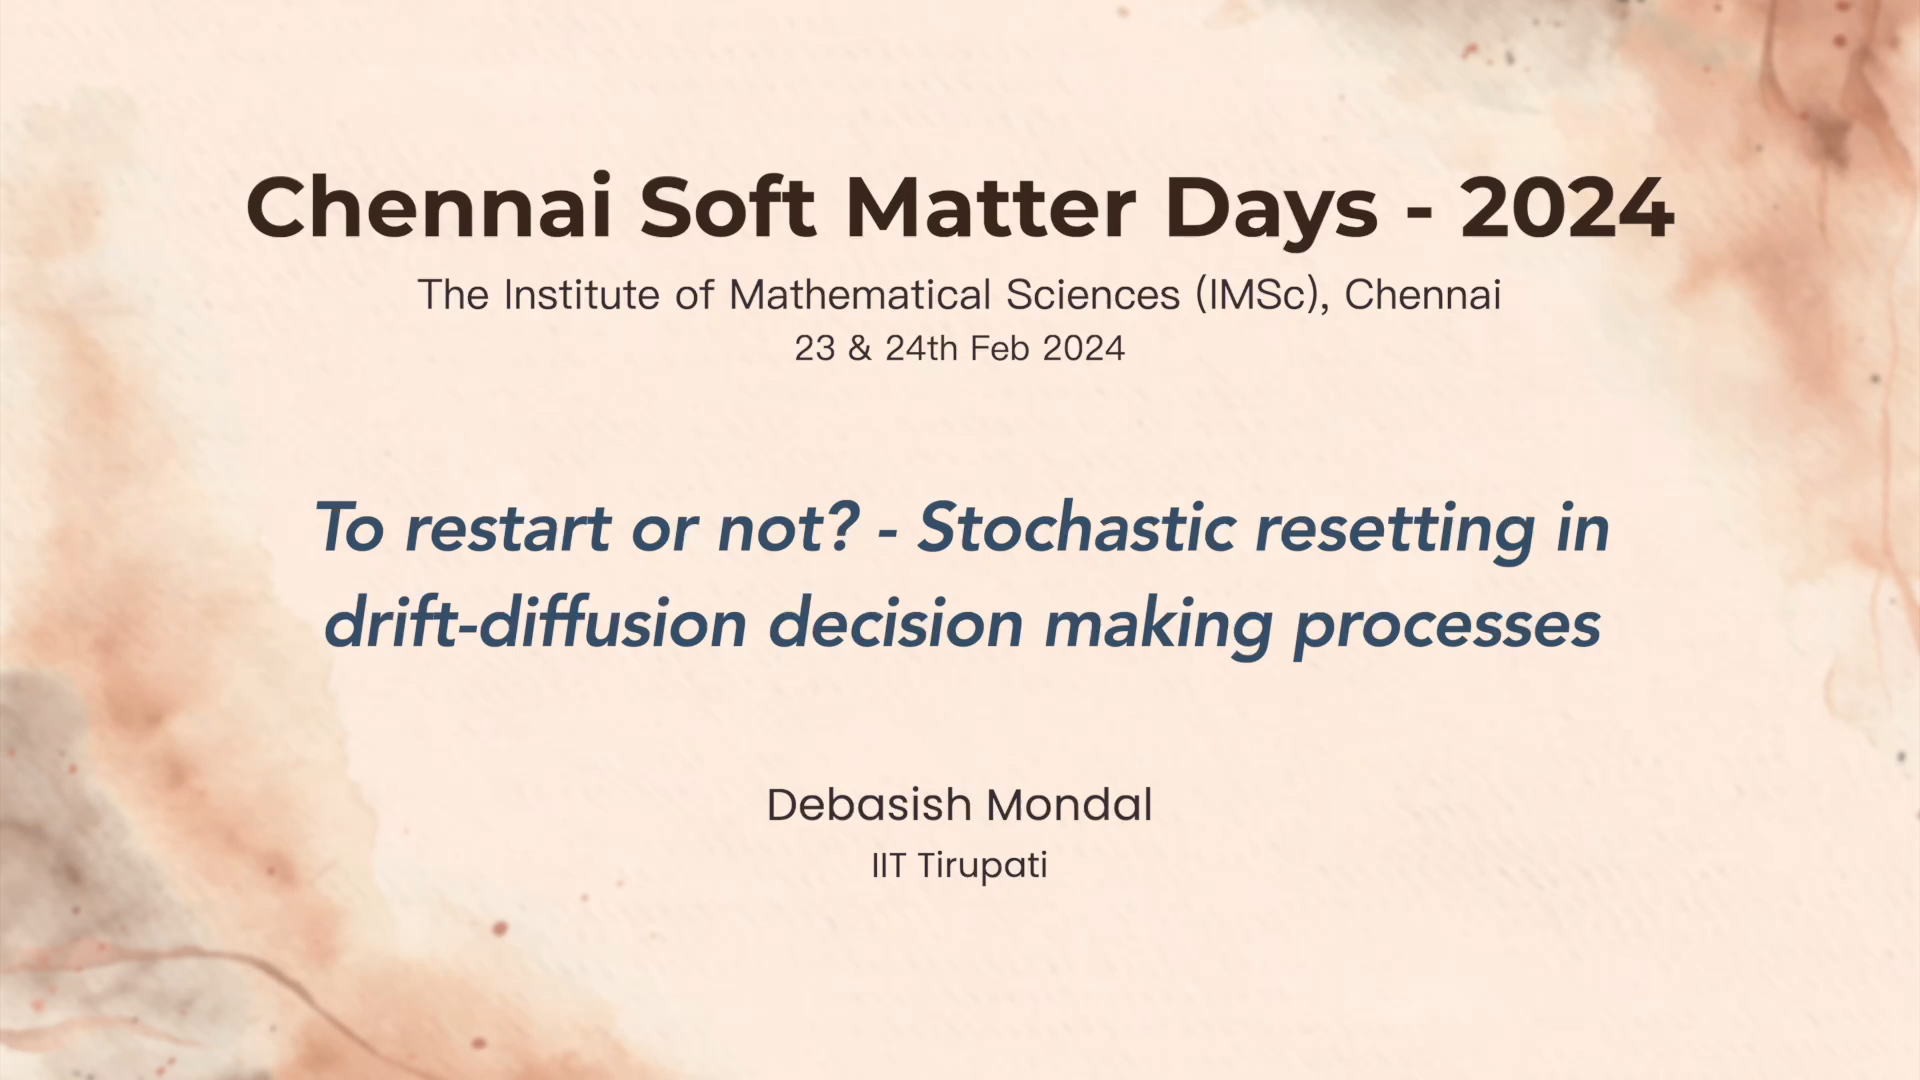 Chennai Soft Matter Days - 2024
The Institute of Mathematical Sciences (IMSc), Chennai
23 & 24th Feb 2024
To restart or not? - Stochastic resetting in
drift-diffusion decision making processes
Debasish Mondal
IIT Tirupati